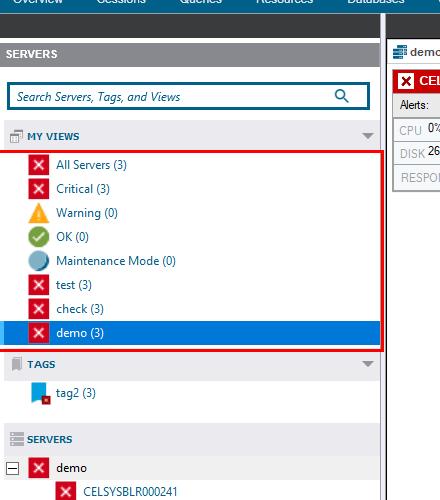 Overview Sessions Queries Resources Databases
SERVERS
Search Servers, Tags, and Views
MY VIEWS
All Servers (3)
Critical (3)
Warning (0)
OK (0)
Maintenance Mode (0)
test (3)
check (3)
demo (3)
TAGS
tag2 (3)
SERVERS
demo
CELSYSBLR000241
demo
CEL
Alerts:
CPU 0%
DISK 26
RESPO